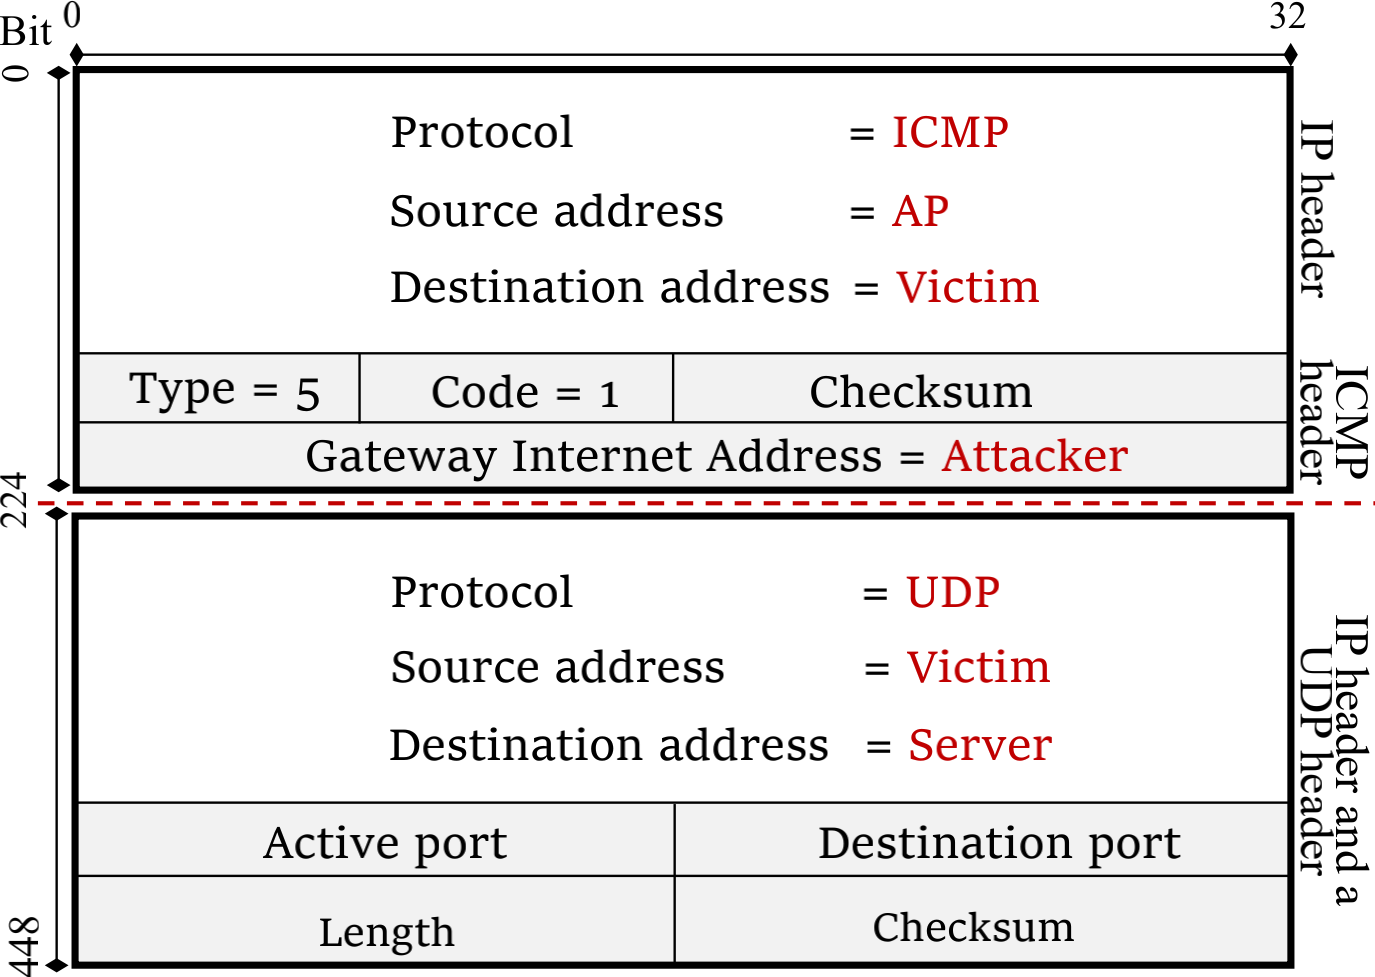 Bit 0 32
0
Protocol = ICMP
Source address = AP
Destination address = Victim
IP header
Type = 5 Code = 1 Checksum
Gateway Internet Address = Attacker
ICMP
header
224
Protocol = UDP
Source address = Victim
Destination address = Server
Active port Destination port
Length Checksum
IP header and a
UDP header
448